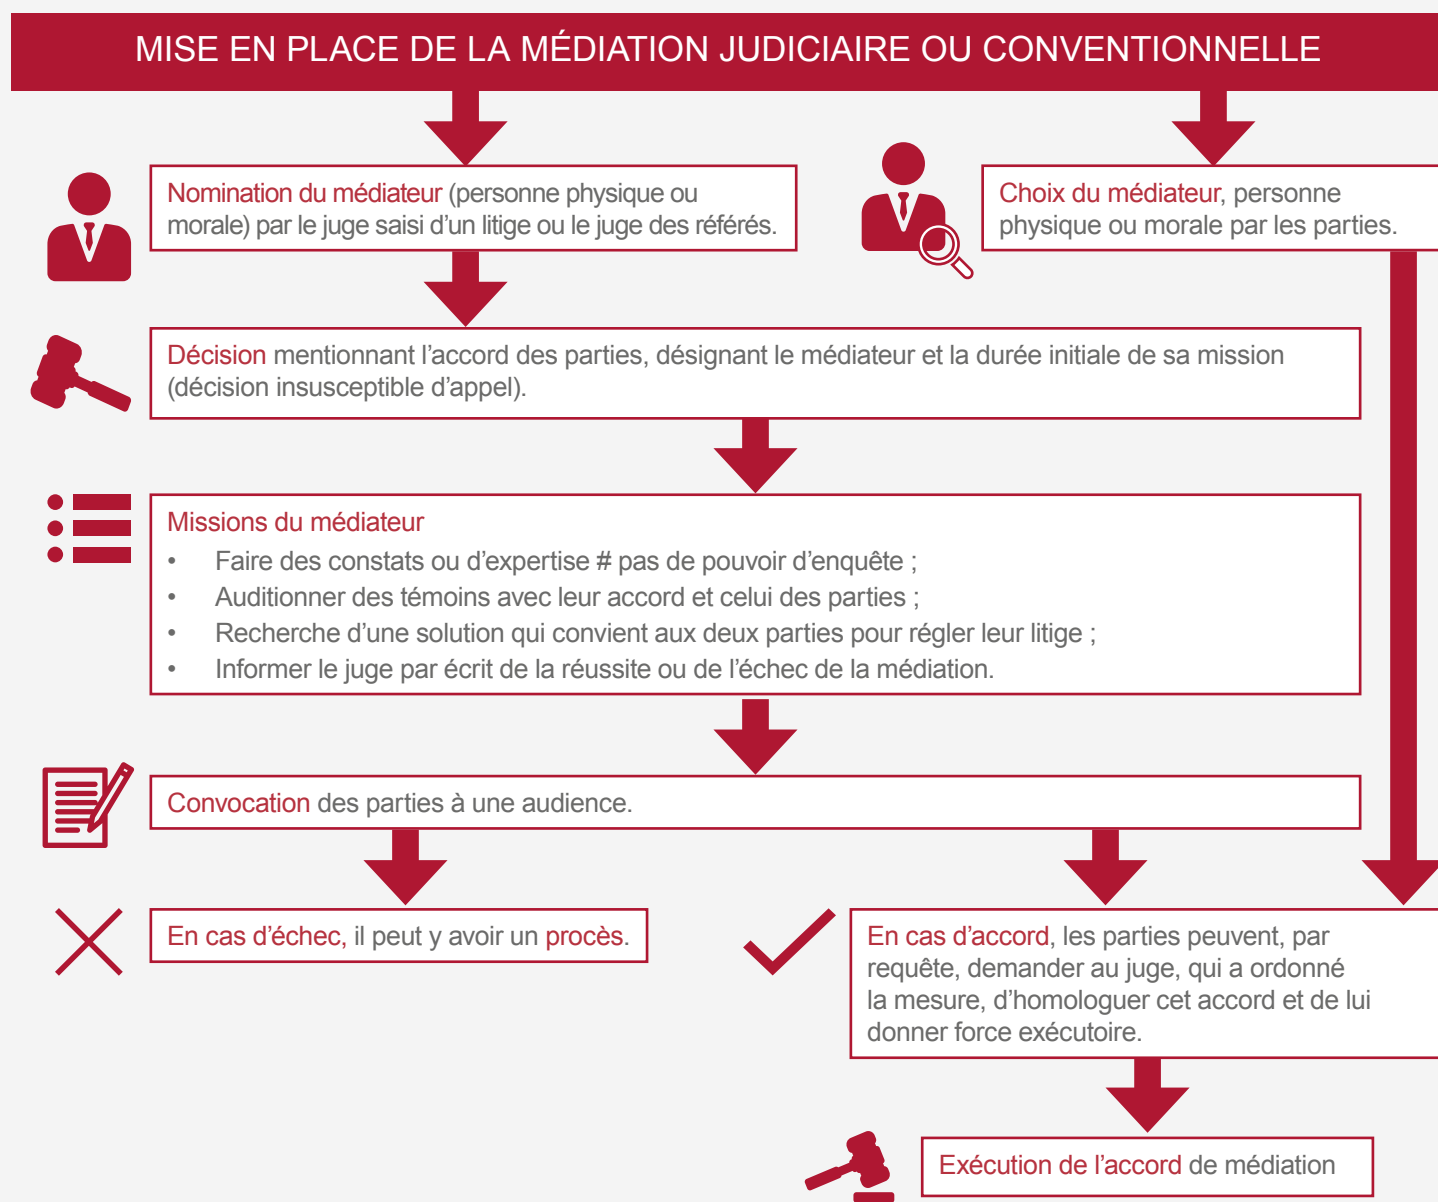 MISE EN PLACE DE LA MÉDIATION JUDICIAIRE OU CONVENTIONNELLE
Nomination du médiateur (personne physique ou
morale) par le juge saisi d’un litige ou le juge des référés.
Choix du médiateur, personne
physique ou morale par les parties.
Décision mentionnant l’accord des parties, désignant le médiateur et la durée initiale de sa mission
(décision insusceptible d’appel).
Missions du médiateur
• Faire des constats ou d’expertise # pas de pouvoir d’enquête ;
• Auditionner des témoins avec leur accord et celui des parties ;
• Recherche d’une solution qui convient aux deux parties pour régler leur litige ;
• Informer le juge par écrit de la réussite ou de l’échec de la médiation.
Convocation des parties à une audience.
En cas d’échec, il peut y avoir un procès.
En cas d’accord, les parties peuvent, par
requête, demander au juge, qui a ordonné
la mesure, d’homologuer cet accord et de lui
donner force exécutoire.
Exécution de l’accord de médiation